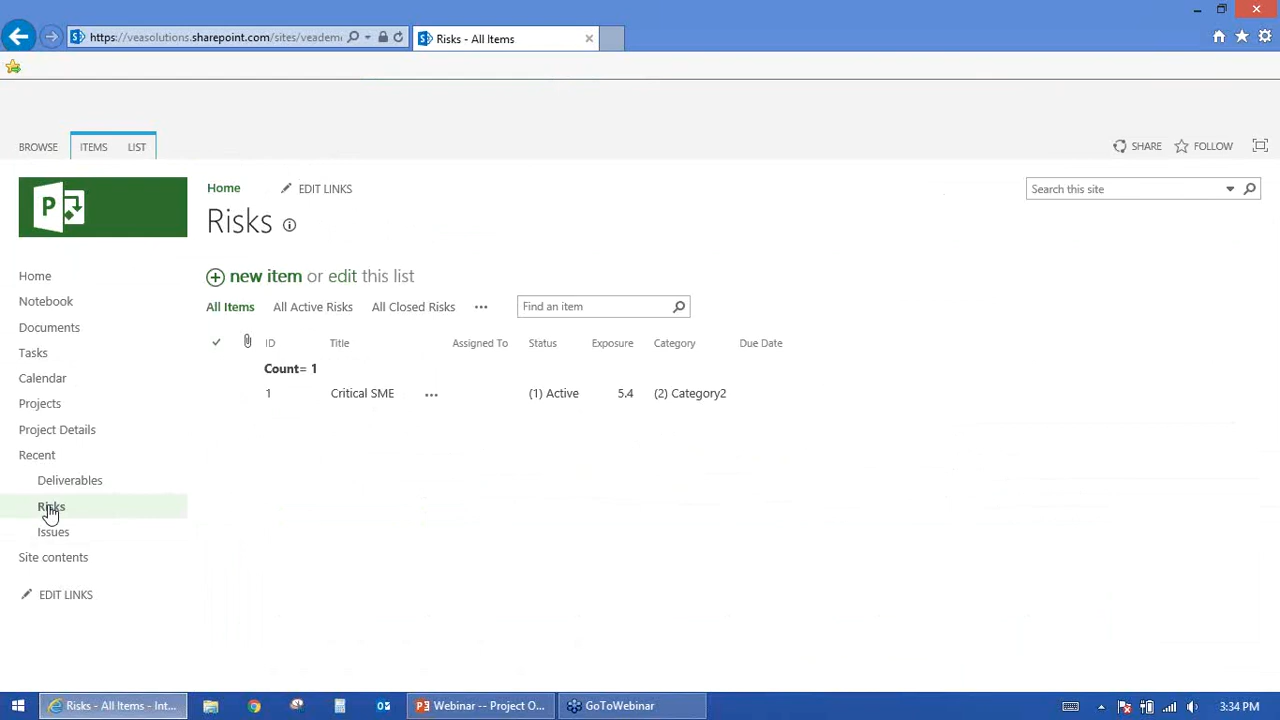 https://veasolutions.sharepoint.com/sites/veadem
Risks - All Items
BROWSE ITEMS LIST
SHARE FOLLOW
P
Home EDIT LINKS
Search this site
Risks
new item or edit this list
All Items All Active Risks All Closed Risks ••• Find an item
ID Title Assigned To Status Exposure Category Due Date
Count= 1
1 Critical SME ••• (1) Active 5.4 (2) Category2
Home
Notebook
Documents
Tasks
Calendar
Projects
Project Details
Recent
Deliverables
Risks
Issues
Site contents
EDIT LINKS
Risks - All Items - Int... Webinar -- Project O... GoToWebinar 3:34 PM